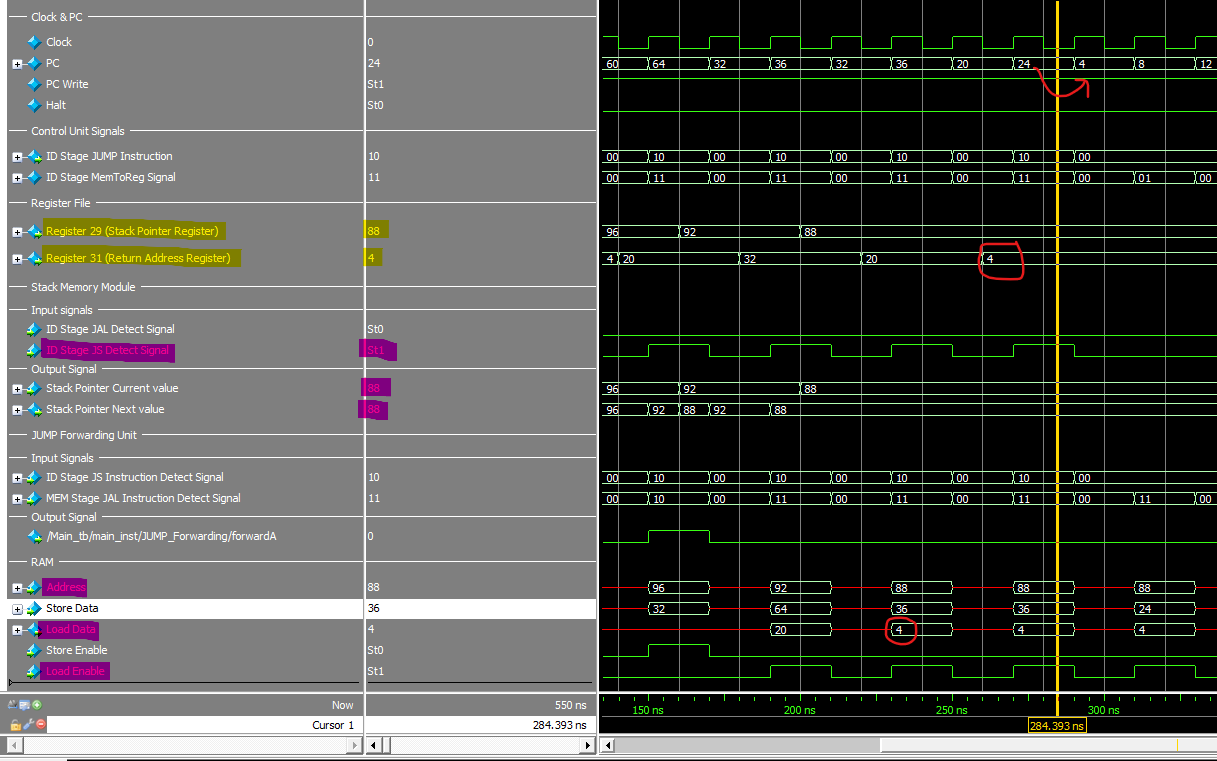 Clock & PC
Clock 0
PC 24 60 64 32 36 32 36 20 24 4 8 12
PC Write St1
Halt St0
Control Unit Signals
ID Stage JUMP Instruction 10 00 10 00 10 00 10 00 10 00
ID Stage MemToReg Signal 11 00 11 00 11 00 11 00 11 00 01 00
Register File
Register 29 (Stack Pointer Register) 88 96 92 88
Register 31 (Return Address Register) 4 4 20 32 20 4
Stack Memory Module
Input signals
ID Stage JAL Detect Signal St0
ID Stage JS Detect Signal St1
Output Signal
Stack Pointer Current value 88 96 92 88
Stack Pointer Next value 88 96 92 88 92 88
JUMP Forwarding Unit
Input Signals
ID Stage JS Instruction Detect Signal 10 00 10 00 10 00 10 00 10 00
MEM Stage JAL Instruction Detect Signal 11 00 10 00 11 00 11 00 11 00 11 00
Output Signal
/Main_tb/main_inst/JUMP_Forwarding/forwardA 0
RAM
Address 88 96 92 88 88 88
Store Data 36 32 64 36 36 24
Load Data 4 20 4 4 4
Store Enable St0
Load Enable St1
Now 550 ns 150 ns 200 ns 250 ns 300 ns
Cursor 1 284.393 ns 284.393 ns